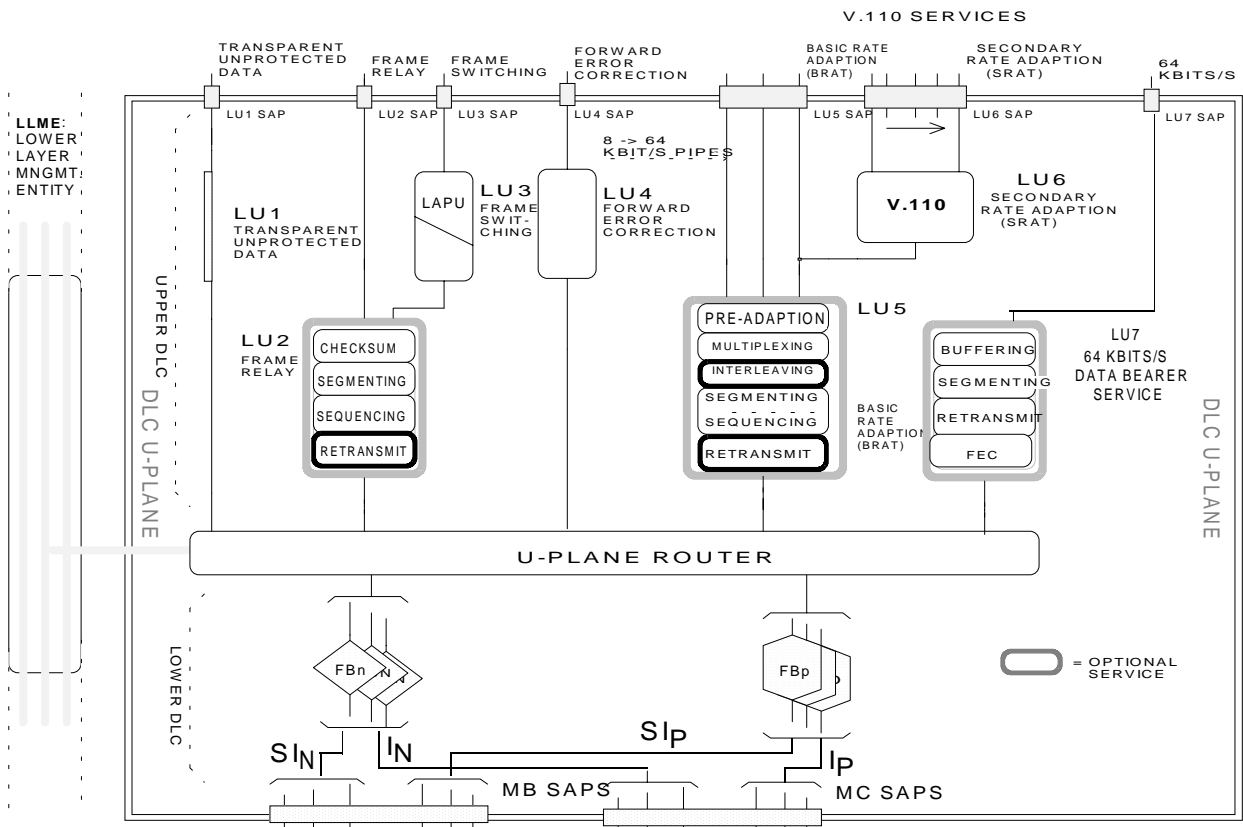 V.110 SERVICES
TRANSPARENT
UNPROTECTED
DATA
FRAME
RELAY
FRAME
SWITCHING
FORWARD
ERROR
CORRECTION
BASIC RATE
ADAPTION
(BRAT)
SECONDARY
RATE ADAPTION
(SRAT)
64
KBITS/S
LU1 SAP
LU2 SAP
LU3 SAP
LU4 SAP
LU5 SAP
LU6 SAP
LU7 SAP
LLME:
LOWER
LAYER
MNGMT.
ENTITY
8 -> 64
KBIT/S PIPES
LU1
TRANSPARENT
UNPROTECTED
DATA
LAPU
LU3
FRAME
SWIT-
CHING
LU4
FORWARD
ERROR
CORRECTION
V.110
LU6
SECONDARY
RATE ADAPTION
(SRAT)
UPPER DLC
DLC U-PLANE
LU2
FRAME
RELAY
CHECKSUM
SEGMENTING
SEQUENCING
RETRANSMIT
PRE-ADAPTION
MULTIPLEXING
INTERLEAVING
SEGMENTING
SEQUENCING
RETRANSMIT
LU5
BASIC
RATE
ADAPTION
(BRAT)
BUFFERING
SEGMENTING
RETRANSMIT
FEC
LU7
64 KBITS/S
DATA BEARER
SERVICE
DLC U-PLANE
U-PLANE ROUTER
LOWER DLC
FBn
N
N
FBp
= OPTIONAL
SERVICE
SIN
IN
SIP
IP
MB SAPS
MC SAPS